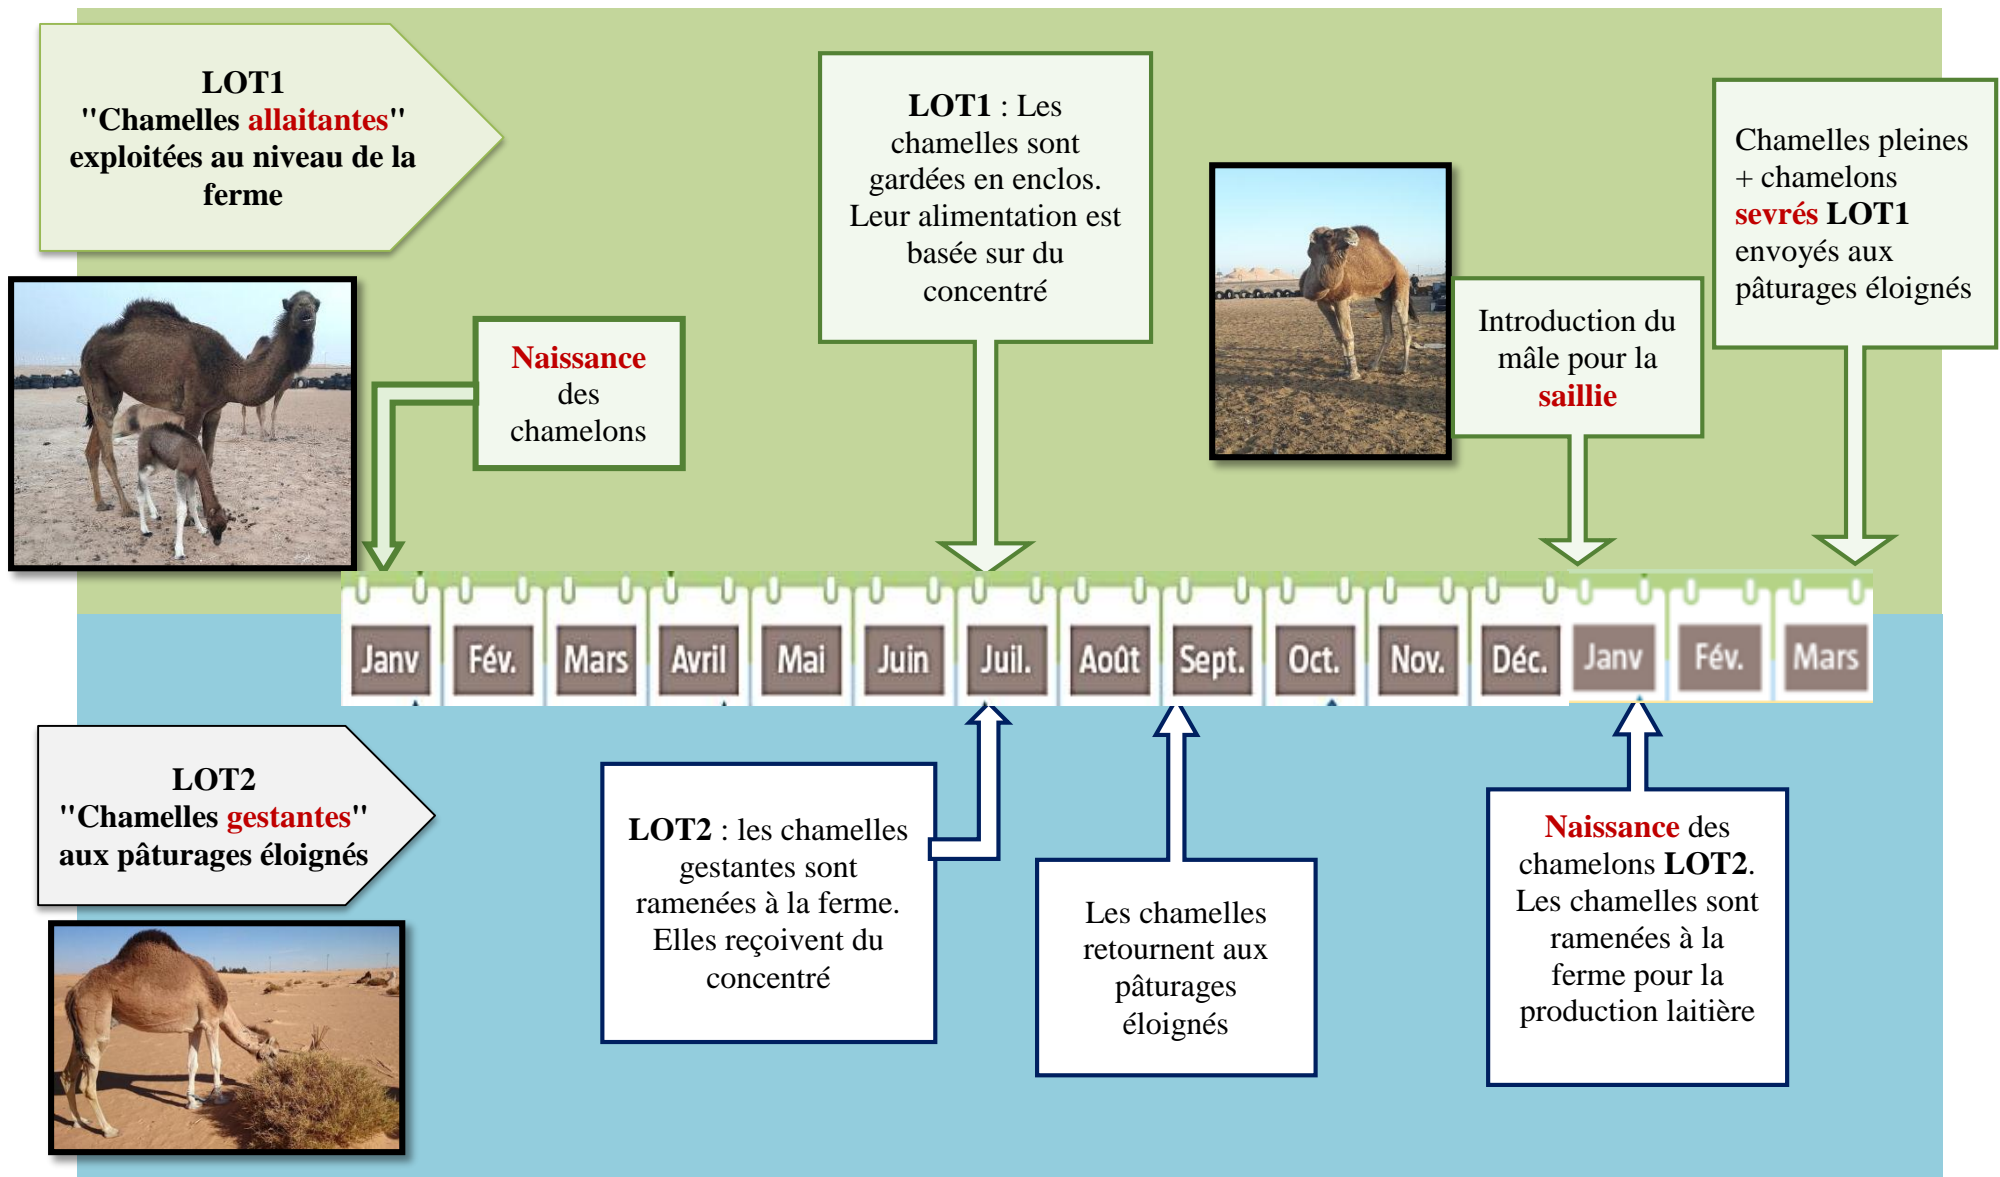 LOT1
"Chamelles allaitantes"
exploitées au niveau de la
ferme
Naissance
des
chamelons
LOT1 : Les
chamelles sont
gardées en enclos.
Leur alimentation est
basée sur du
concentré
Introduction du
mâle pour la
saillie
Chamelles pleines
+ chamelons
sevrés LOT1
envoyés aux
pâturages éloignés
Janv Fév. Mars Avril Mai Juin Juil. Août Sept. Oct. Nov. Déc. Janv Fév. Mars
LOT2
"Chamelles gestantes"
aux pâturages éloignés
LOT2 : les chamelles
gestantes sont
ramenées à la ferme.
Elles reçoivent du
concentré
Les chamelles
retournent aux
pâturages
éloignés
Naissance des
chamelons LOT2.
Les chamelles sont
ramenées à la
ferme pour la
production laitière